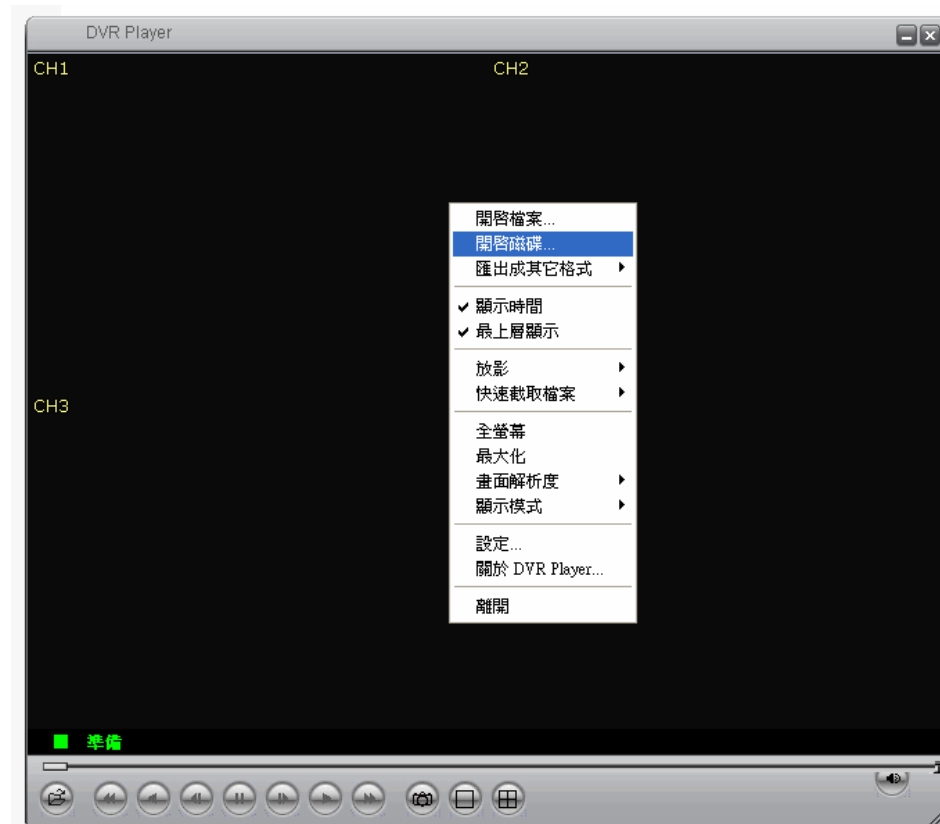 DVR Player
CH1
CH2
開啓檔案...
開啓磁碟...
匯出成其它格式
顯示時間
最上層顯示
放影
快速截取檔案
CH3
全螢幕
最大化
畫面解析度
顯示模式
設定...
關於 DVR Player...
離開
準備